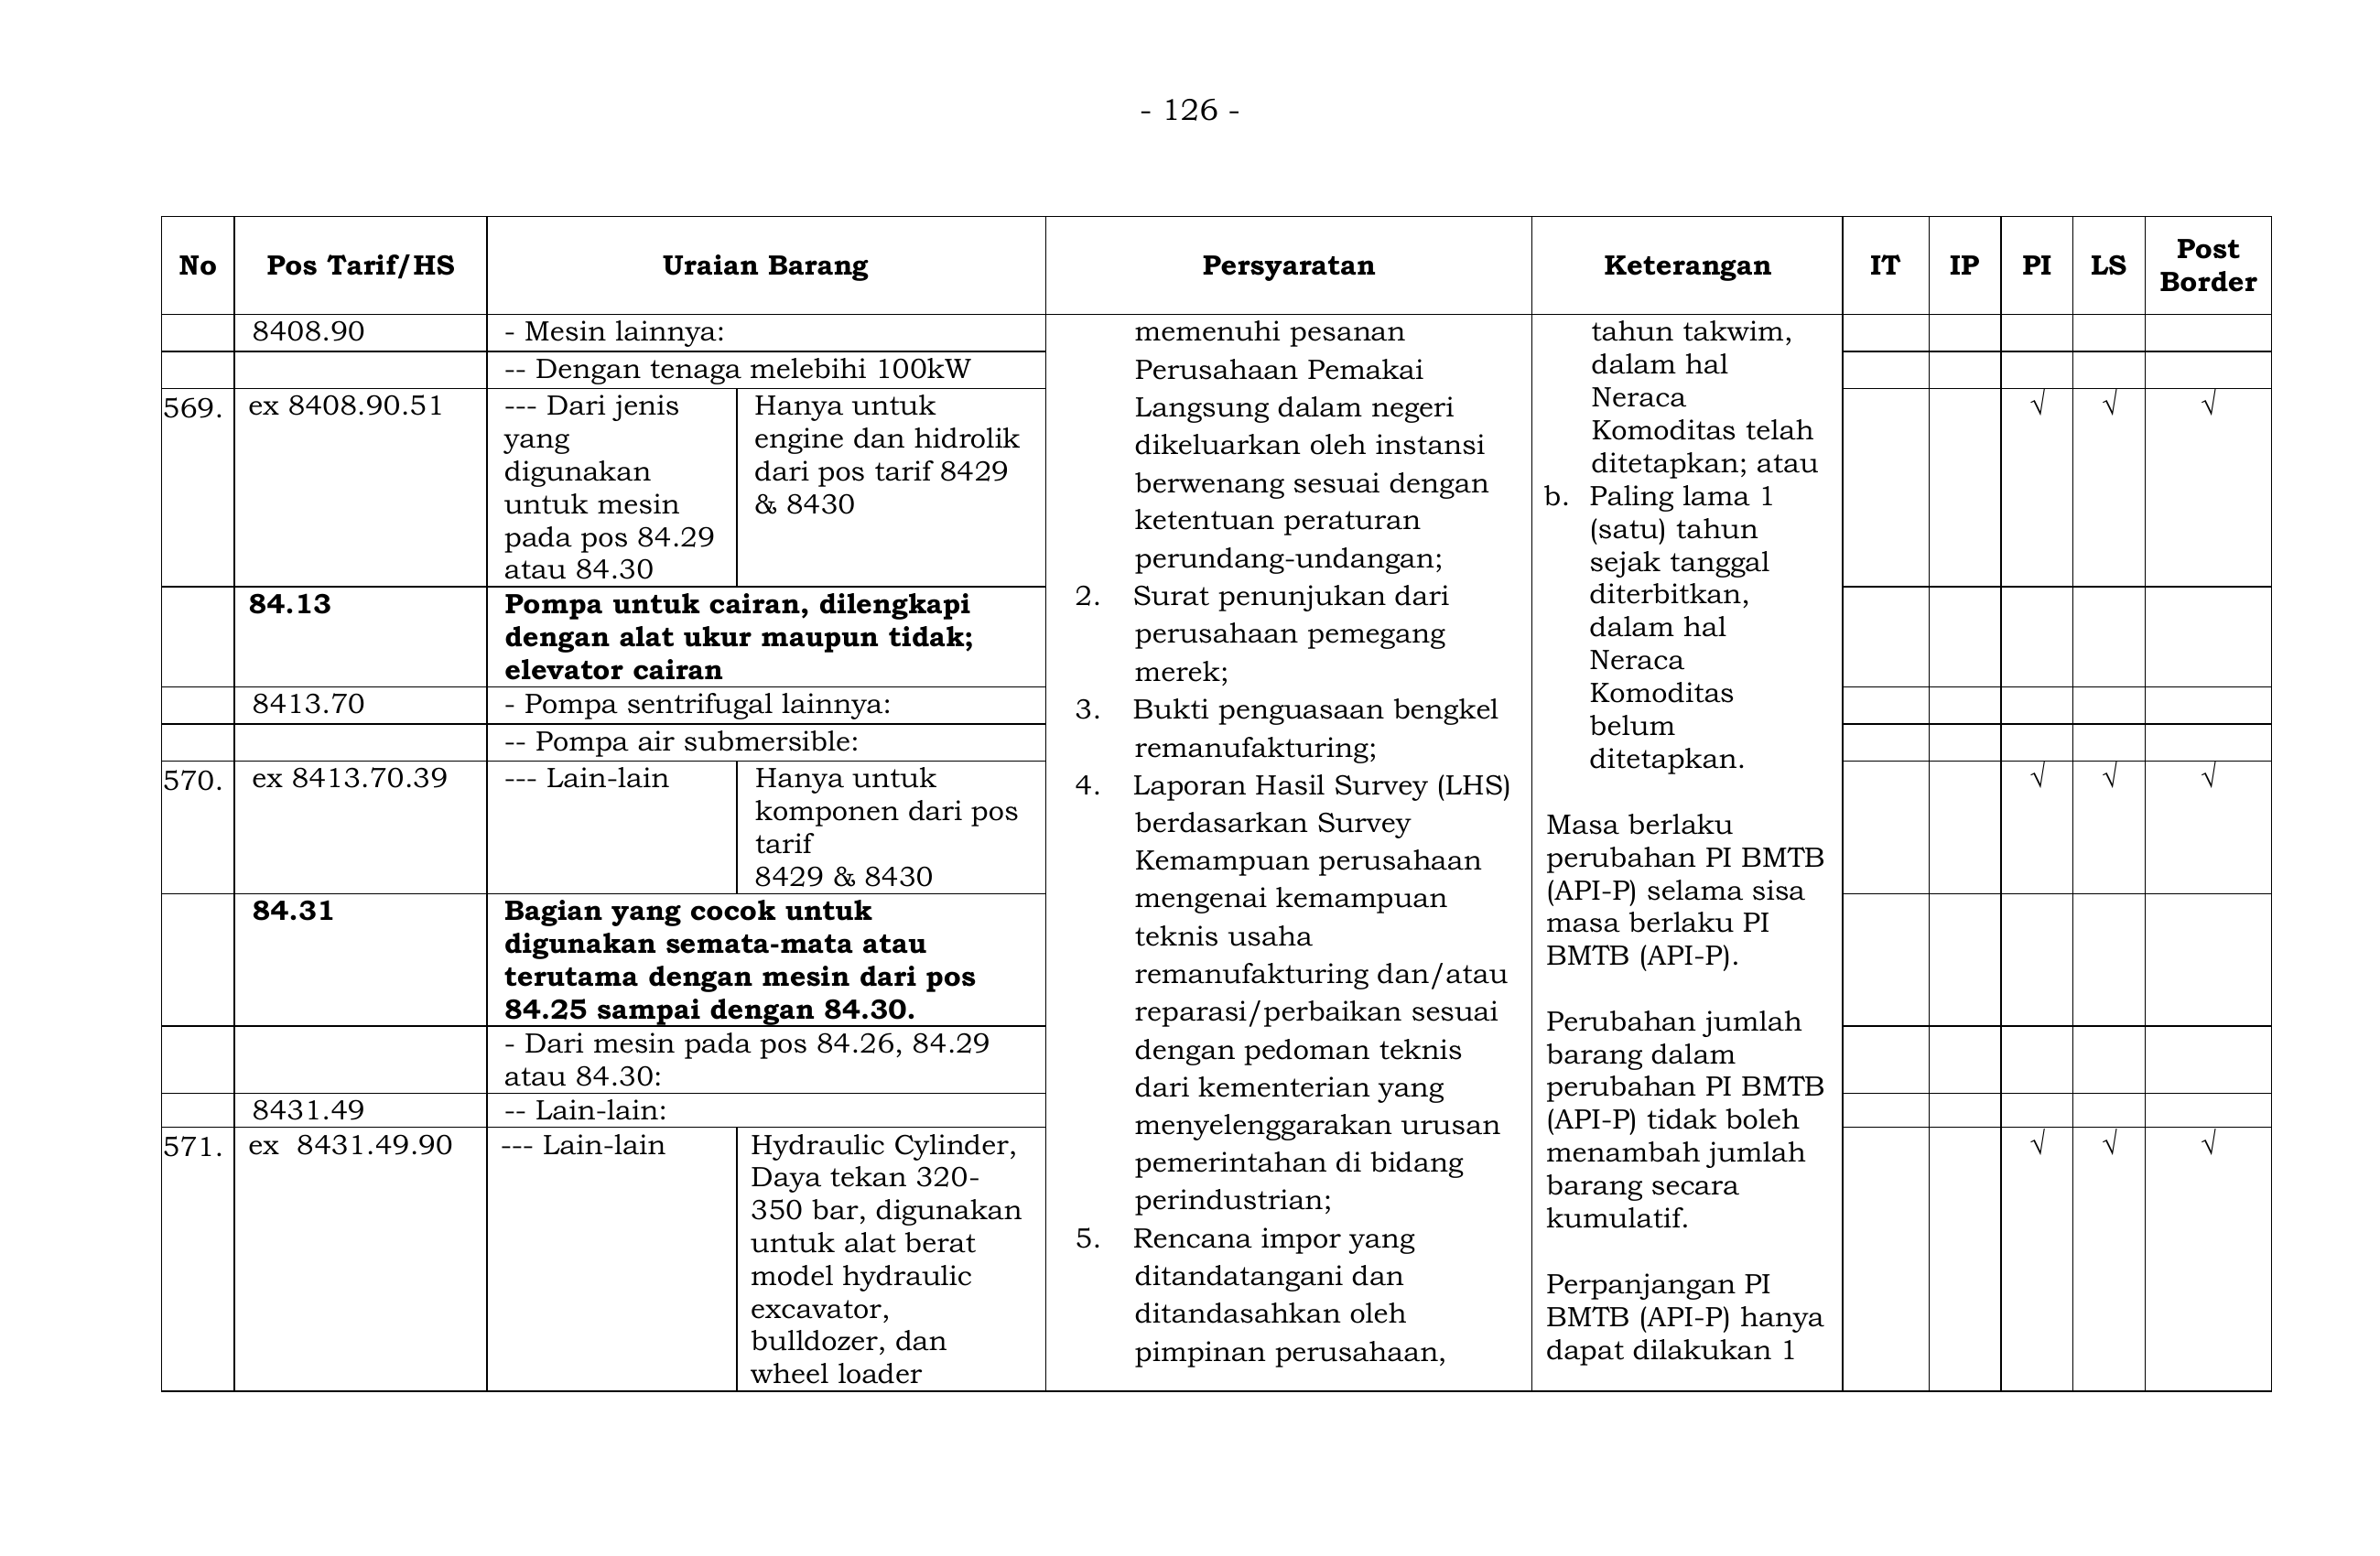 - 126 -
No
Pos Tarif/HS
Uraian Barang
Persyaratan
Keterangan
IT
IP
PI
LS
Post
Border
8408.90
- Mesin lainnya:
-- Dengan tenaga melebihi 100kW
569.
ex 8408.90.51
--- Dari jenis
yang
digunakan
untuk mesin
pada pos 84.29
atau 84.30
Hanya untuk
engine dan hidrolik
dari pos tarif 8429
& 8430
√
√
√
84.13
Pompa untuk cairan, dilengkapi
dengan alat ukur maupun tidak;
elevator cairan
8413.70
- Pompa sentrifugal lainnya:
-- Pompa air submersible:
570.
ex 8413.70.39
--- Lain-lain
Hanya untuk
komponen dari pos
tarif
8429 & 8430
√
√
√
84.31
Bagian yang cocok untuk
digunakan semata-mata atau
terutama dengan mesin dari pos
84.25 sampai dengan 84.30.
- Dari mesin pada pos 84.26, 84.29
atau 84.30:
8431.49
-- Lain-lain:
571.
ex 8431.49.90
--- Lain-lain
Hydraulic Cylinder,
Daya tekan 320-
350 bar, digunakan
untuk alat berat
model hydraulic
excavator,
bulldozer, dan
wheel loader
√
√
√
memenuhi pesanan
Perusahaan Pemakai
Langsung dalam negeri
dikeluarkan oleh instansi
berwenang sesuai dengan
ketentuan peraturan
perundang-undangan;
2. Surat penunjukan dari
perusahaan pemegang
merek;
3. Bukti penguasaan bengkel
remanufakturing;
4. Laporan Hasil Survey (LHS)
berdasarkan Survey
Kemampuan perusahaan
mengenai kemampuan
teknis usaha
remanufakturing dan/atau
reparasi/perbaikan sesuai
dengan pedoman teknis
dari kementerian yang
menyelenggarakan urusan
pemerintahan di bidang
perindustrian;
5. Rencana impor yang
ditandatangani dan
ditandasahkan oleh
pimpinan perusahaan,
tahun takwim,
dalam hal
Neraca
Komoditas telah
ditetapkan; atau
b. Paling lama 1
(satu) tahun
sejak tanggal
diterbitkan,
dalam hal
Neraca
Komoditas
belum
ditetapkan.
Masa berlaku
perubahan PI BMTB
(API-P) selama sisa
masa berlaku PI
BMTB (API-P).
Perubahan jumlah
barang dalam
perubahan PI BMTB
(API-P) tidak boleh
menambah jumlah
barang secara
kumulatif.
Perpanjangan PI
BMTB (API-P) hanya
dapat dilakukan 1